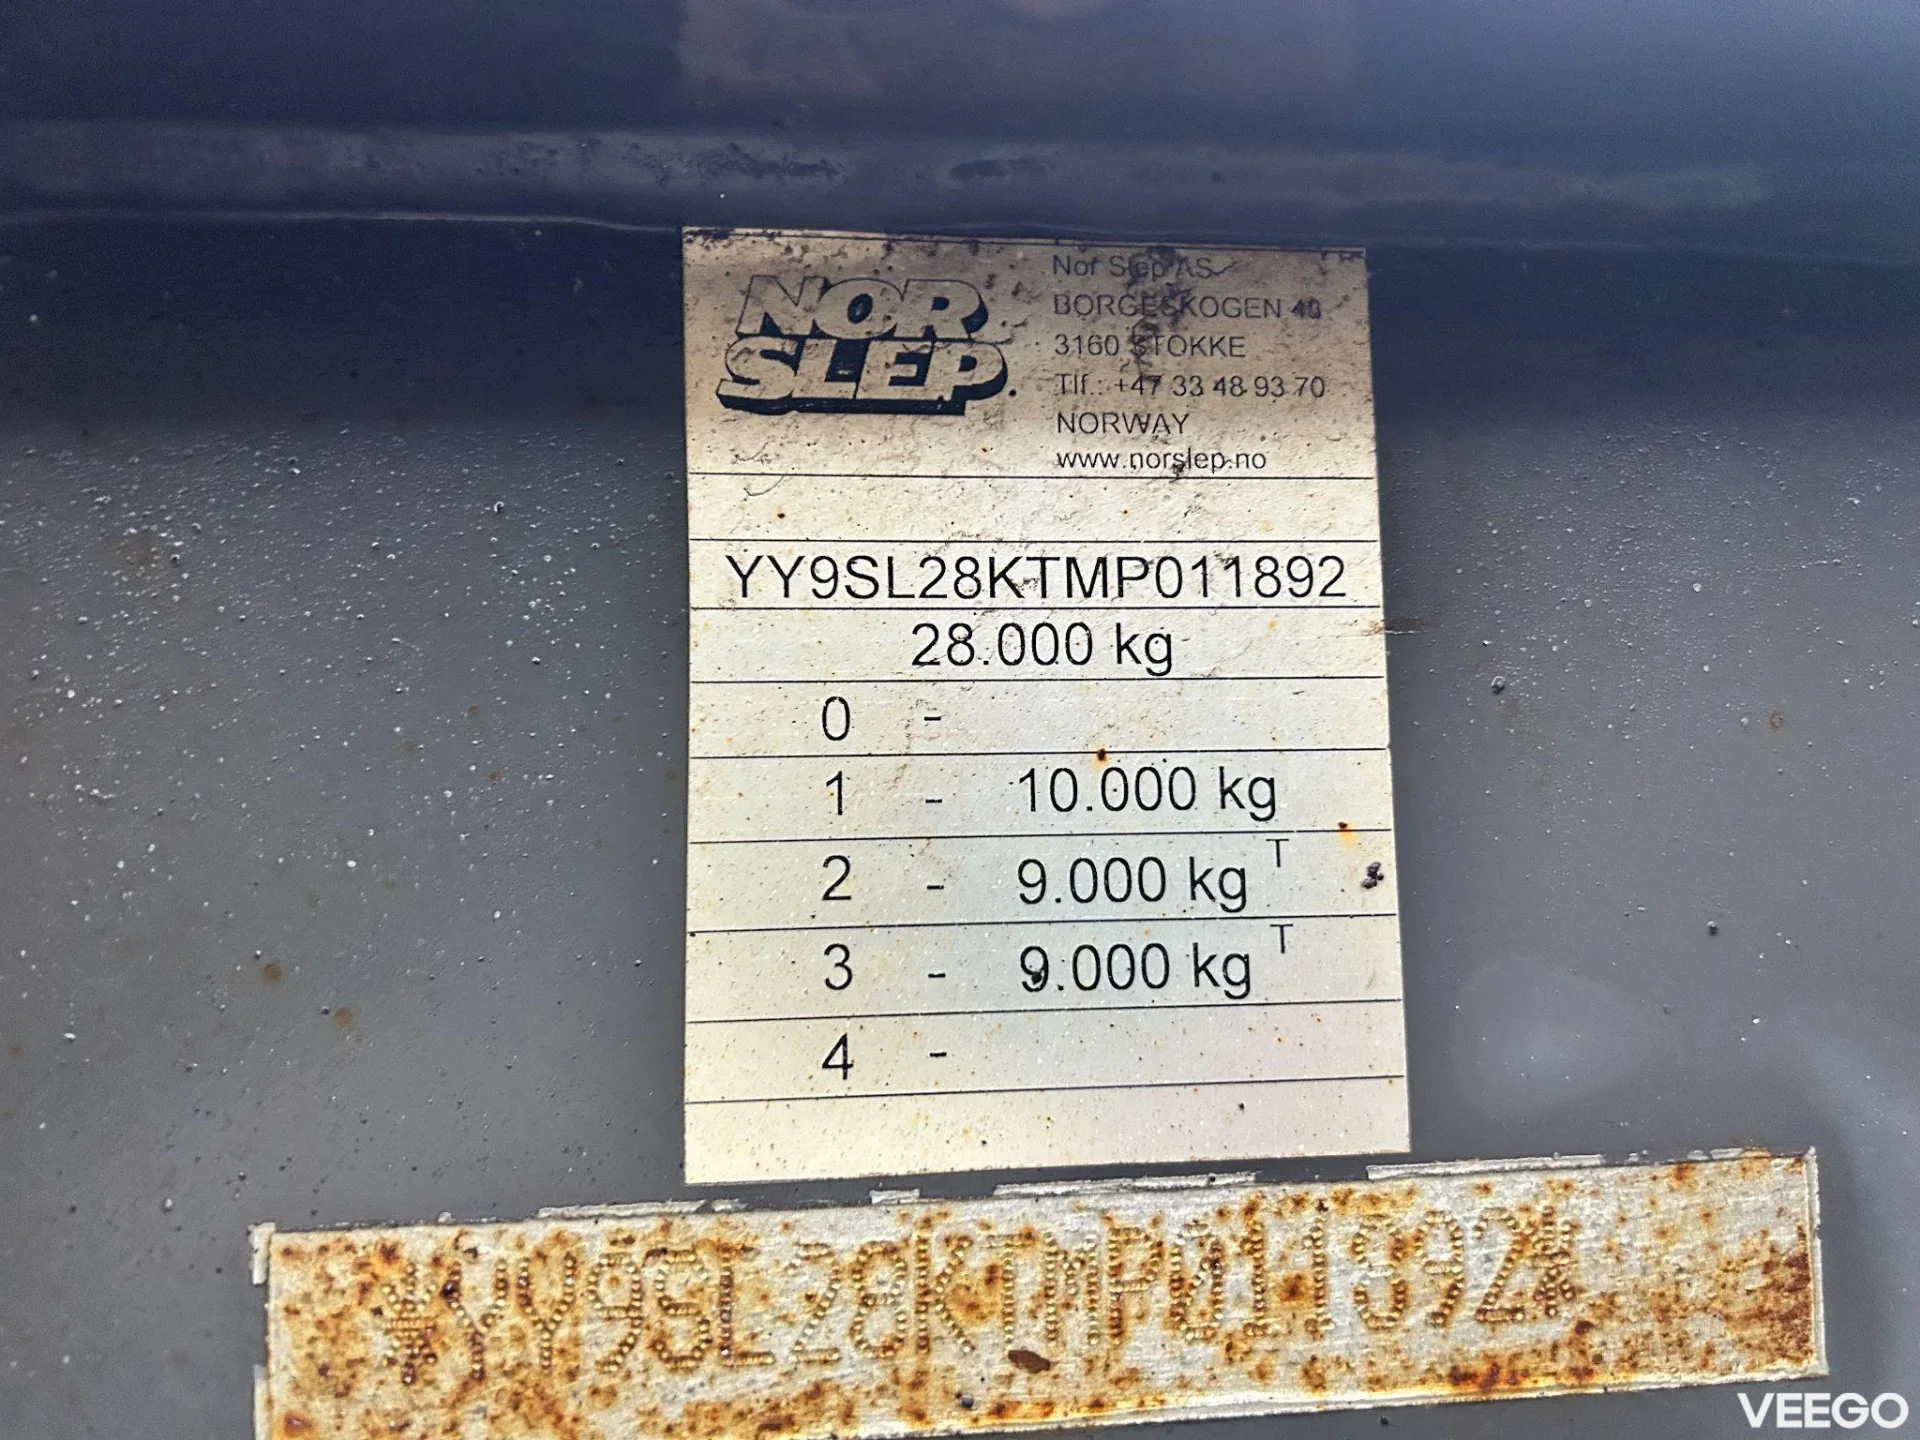 NOR
SLEP.
Nor Slep AS
BORGESKOGEN 48
3160 STOKKE
Tlf.: +47 33 48 93 70
NORWAY
www.norslep.no
YY9SL28KTMP011892
28.000 kg
0 -
1 - 10.000 kg
2 - 9.000 kg T
3 - 9.000 kg T
4 -
*YY9SL28KTMP011892*
VEEGO